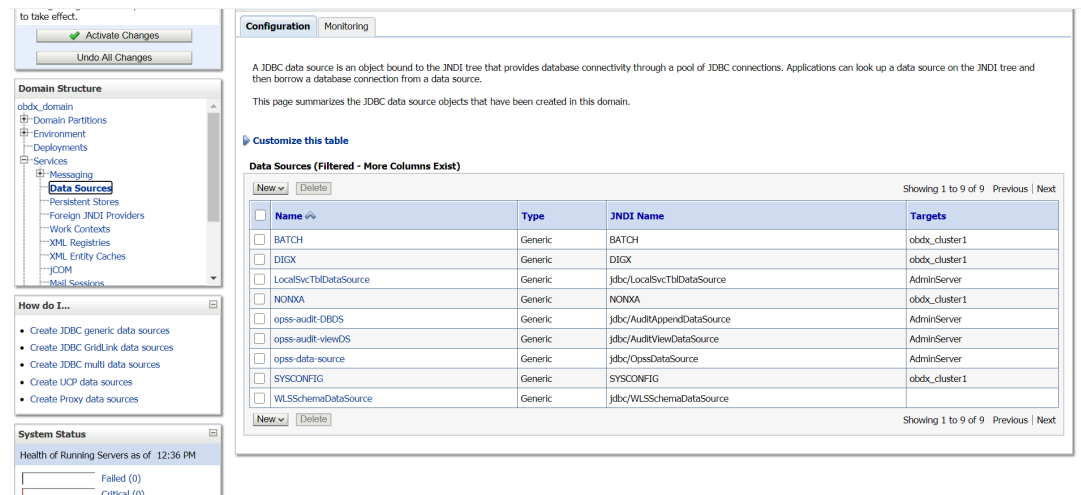 to take effect.
Activate Changes
Undo All Changes
Domain Structure
obdx_domain
Domain Partitions
Environment
Deployments
Services
Messaging
Data Sources
Persistent Stores
Foreign JNDI Providers
Work Contexts
XML Registries
XML Entity Caches
jCOM
Mail Sessions
How do I...
Create JDBC generic data sources
Create JDBC GridLink data sources
Create JDBC multi data sources
Create UCP data sources
Create Proxy data sources
System Status
Health of Running Servers as of 12:36 PM
Failed (0)
Critical (0)
Configuration Monitoring
A JDBC data source is an object bound to the JNDI tree that provides database connectivity through a pool of JDBC connections. Applications can look up a data source on the JNDI tree and
then borrow a database connection from a data source.
This page summarizes the JDBC data source objects that have been created in this domain.
Customize this table
Data Sources (Filtered - More Columns Exist)
New Delete Showing 1 to 9 of 9 Previous | Next
Name Type JNDI Name Targets
BATCH Generic BATCH obdx_cluster1
DIGX Generic DIGX obdx_cluster1
LocalSvcTblDataSource Generic jdbc/LocalSvcTblDataSource AdminServer
NONXA Generic NONXA obdx_cluster1
opss-audit-DBDS Generic jdbc/AuditAppendDataSource AdminServer
opss-audit-viewDS Generic jdbc/AuditViewDataSource AdminServer
opss-data-source Generic jdbc/OpssDataSource AdminServer
SYSCONFIG Generic SYSCONFIG obdx_cluster1
WLSSchemaDataSource Generic jdbc/WLSSchemaDataSource
New Delete Showing 1 to 9 of 9 Previous | Next